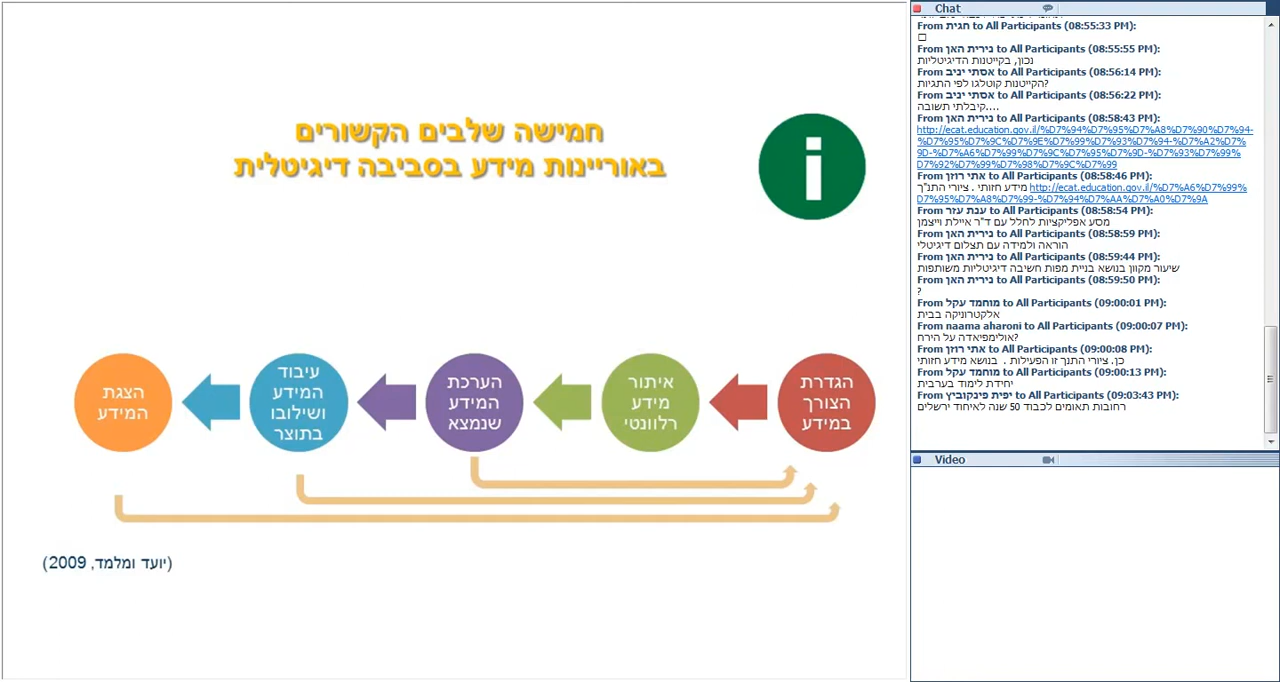 חמישה שלבים הקשורים
באוריינות מידע בסביבה דיגיטלית
i
הגדרת
הצורך
במידע
איתור
מידע
רלוונטי
הערכת
המידע
שנמצא
עיבוד
המידע
ושילובו
בתוצר
הצגת
המידע
(יועד ומלמד, 2009)
Chat
From חגית to All Participants (08:55:33 PM):
From נירית האן to All Participants (08:55:55 PM):
נכון, בקייטנות הדיגיטליות
From אסתי יניב to All Participants (08:56:14 PM):
הקייטנות קוטלגו לפי התגיות?
From אסתי יניב to All Participants (08:56:22 PM):
קיבלתי תשובה....
From נירית האן to All Participants (08:58:43 PM):
http://ecat.education.gov.il/%D7%94%D7%95%D7%A8%D7%90%D7%94-
%D7%95%D7%9C%D7%9E%D7%99%D7%93%D7%94-%D7%A2%D7%
9D-%D7%A6%D7%99%D7%9C%D7%95%D7%9D-%D7%93%D7%99%
D7%92%D7%99%D7%98%D7%9C%D7%99
From אתי רוזן to All Participants (08:58:46 PM):
מידע חזותי . ציורי התנ"ך http://ecat.education.gov.il/%D7%A6%D7%99%
D7%95%D7%A8%D7%99-%D7%94%D7%AA%D7%A0%D7%9A
From ענת עזר to All Participants (08:58:54 PM):
מסע אפליקציות לחלל עם ד"ר איילת וייצמן
From נירית האן to All Participants (08:58:59 PM):
הוראה ולמידה עם תצלום דיגיטלי
From נירית האן to All Participants (08:59:44 PM):
שיעור מקוון בנושא בניית מפות חשיבה דיגיטליות משותפות
From נירית האן to All Participants (08:59:50 PM):
?
From מוחמד עקל to All Participants (09:00:01 PM):
אלקטרוניקה בבית
From naama aharoni to All Participants (09:00:07 PM):
אולימפיאדה על הירח?
From אתי רוזן to All Participants (09:00:08 PM):
כן. ציורי התנך זו הפעילות . בנושא מידע חזותי
From מוחמד עקל to All Participants (09:00:13 PM):
יחידת לימוד בערבית
From יפית פינקוביץ to All Participants (09:03:43 PM):
רחובות תאומים לכבוד 50 שנה לאיחוד ירשלים
Video